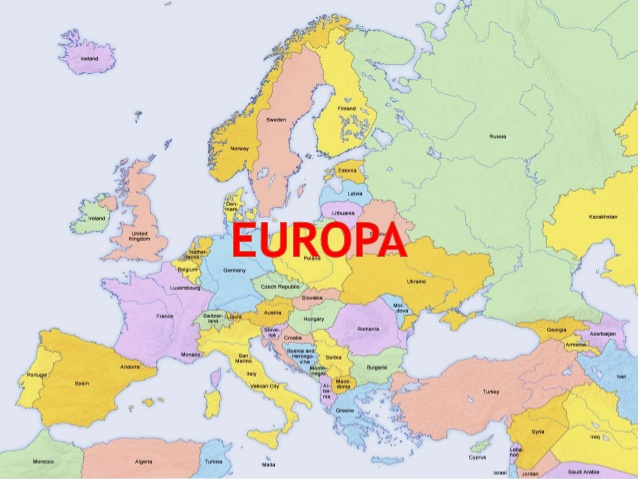 Iceland
Finland
Sweden
Norway
Russia
Estonia
Latvia
Den-
mark
Lithuania
Ireland
United
Kingdom
Kazakhstan
EUROPA
Nether-
lands
Poland
Belgium
Germany
Ukraine
Luxembourg
Czech Republic
Slovakia
France
Switzer-
land
Austria
Hungary
Mol-
dova
Romania
Slove-
nia
Croatia
Georgia
Azerbaijan
Armenia
Monaco
San
Marino
Bosnia and
Herzego-
vina
Serbia
Monte-
negro
Bulgaria
Andorra
Italy
Vatican City
Mace-
donia
Al-
ba-
nia
Portugal
Spain
Greece
Turkey
Iran
Syria
Iraq
Morocco
Algeria
Tunisia
Malta
Cyprus
Leba-
non
Israel
Jordan
Saudi Arabia